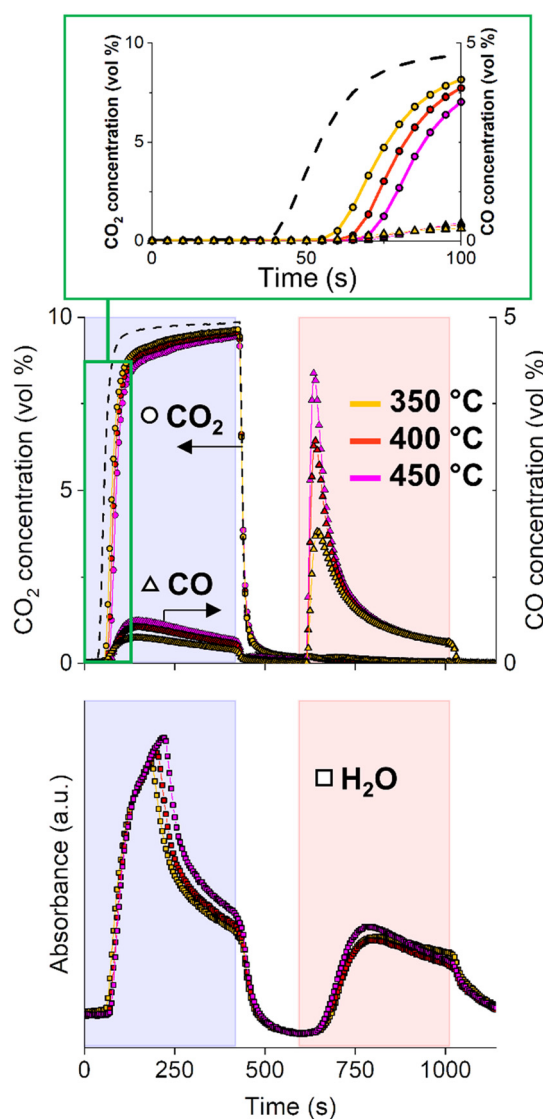 10
5
0
CO₂ concentration (vol %)
5
0
CO concentration (vol %)
0
50
100
Time (s)
10
5
0
CO₂ concentration (vol %)
CO₂
CO
350 °C
400 °C
450 °C
5
0
CO concentration (vol %)
Absorbance (a.u.)
H₂O
0
250
500
750
1000
Time (s)